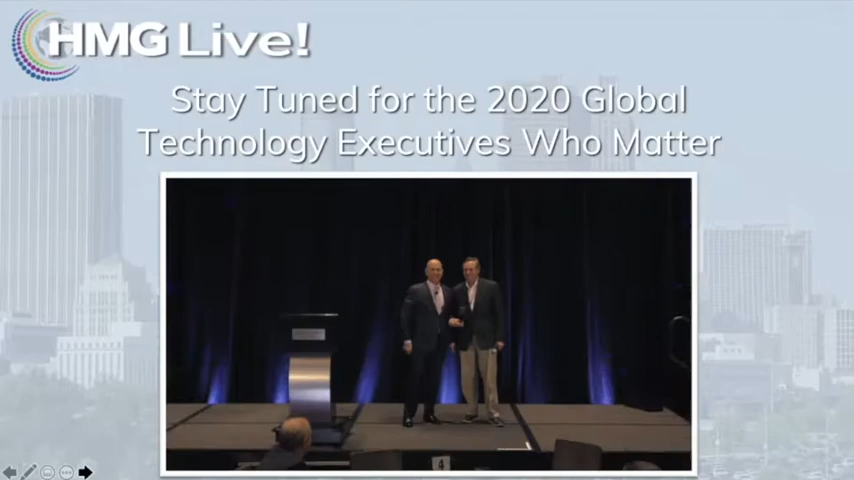 HMG Live!
Stay Tuned for the 2020 Global
Technology Executives Who Matter
4